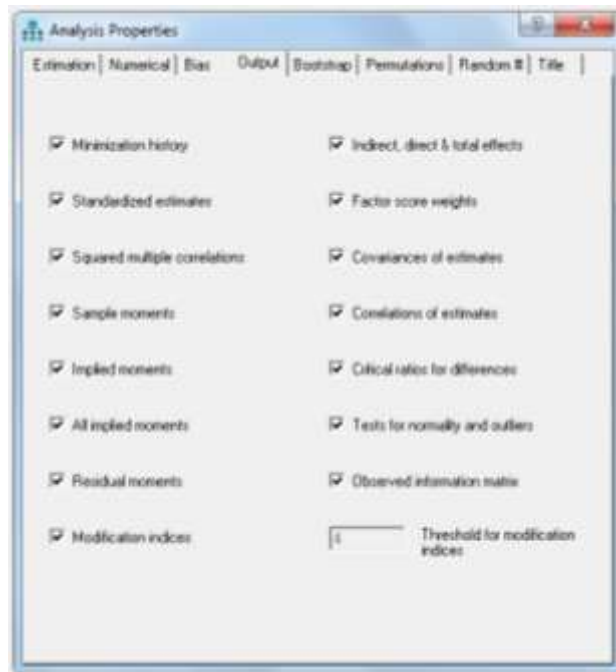 Analysis Properties
Estimation Numerical Bias Output Bootstrap Permutations Random # Title
Minimization history
Indirect, direct & total effects
Standardized estimates
Factor score weights
Squared multiple correlations
Covariances of estimates
Sample moments
Correlations of estimates
Implied moments
Critical ratios for differences
All implied moments
Tests for normality and outliers
Residual moments
Observed information matrix
Modification indices
4
Threshold for modification
indices